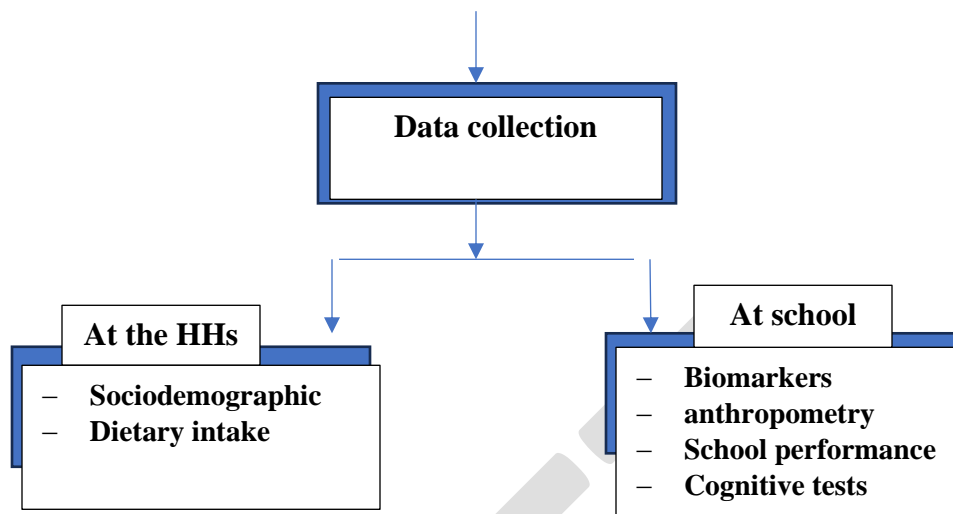 Data collection
At the HHs
– Sociodemographic
– Dietary intake
At school
– Biomarkers
– anthropometry
– School performance
– Cognitive tests